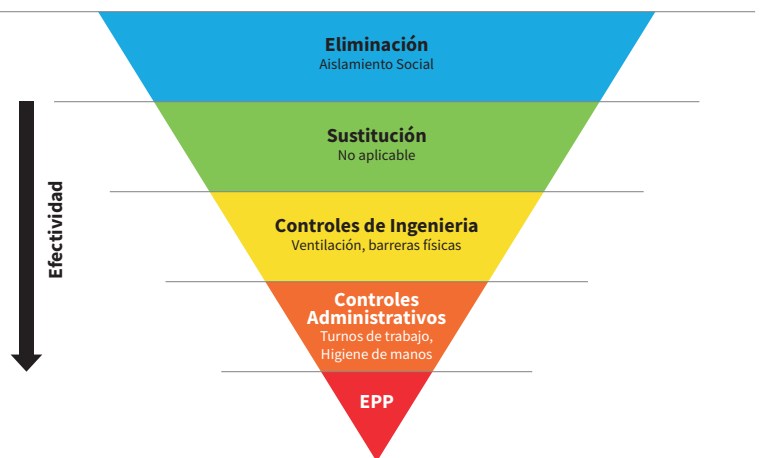 Eliminación
Aislamiento Social
Sustitución
No aplicable
Efectividad
Controles de Ingenieria
Ventilación, barreras físicas
Controles
Administrativos
Turnos de trabajo,
Higiene de manos
EPP